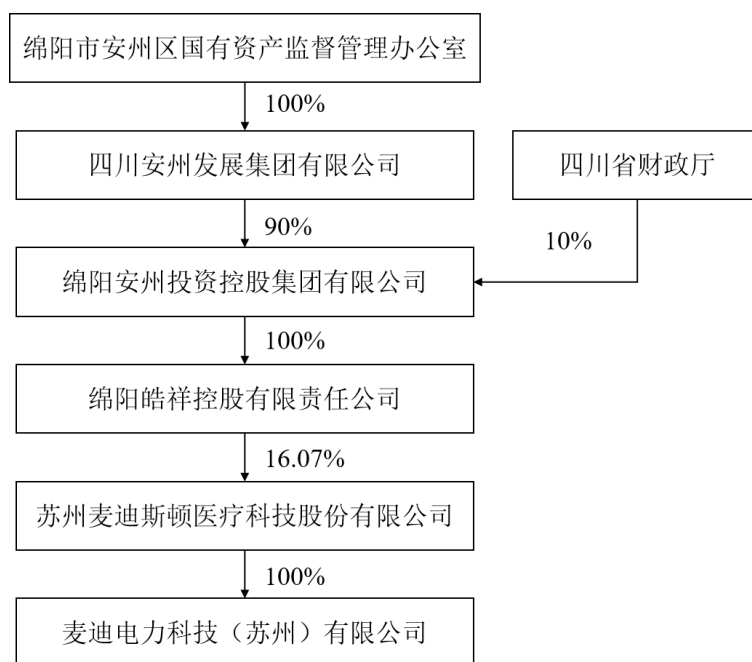 绵阳市安州区国有资产监督管理办公室
100%
四川安州发展集团有限公司
四川省财政厅
90%
10%
绵阳安州投资控股集团有限公司
100%
绵阳皓祥控股有限责任公司
16.07%
苏州麦迪斯顿医疗科技股份有限公司
100%
麦迪电力科技（苏州）有限公司